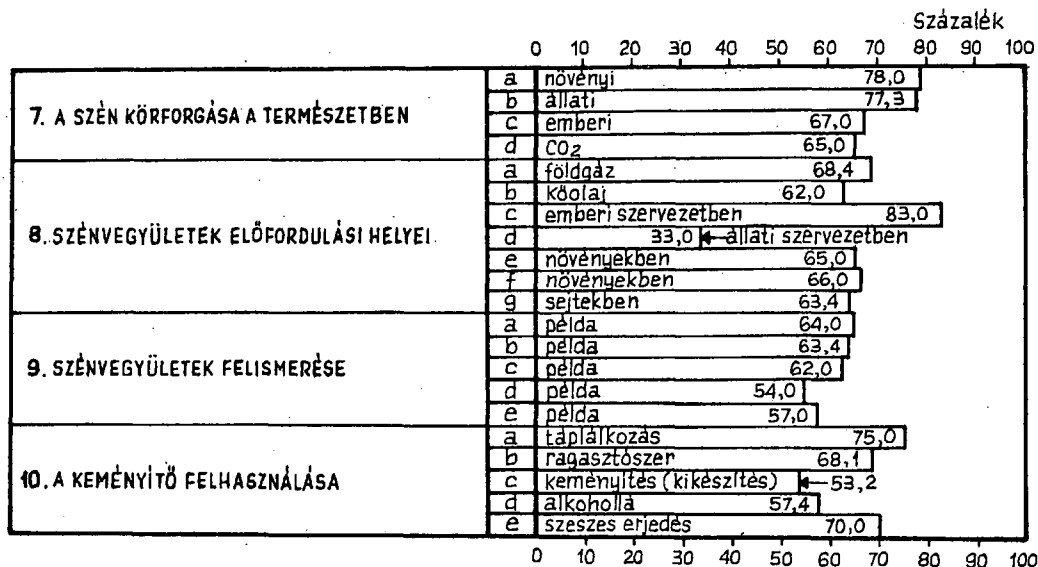 Százalék
0 10 20 30 40 50 60 70 80 90 100
7. A SZÉN KÖRFORGÁSA A TERMÉSZETBEN
a növényi 78,0
b állati 77,3
c emberi 67,0
d CO2 65,0
8. SZÉNVEGYÜLETEK ELŐFORDULÁSI HELYEI
a földgáz 68,4
b kőolaj 62,0
c emberi szervezetben 83,0
d 33,0 állati szervezetben
e növényekben 65,0
f növényekben 66,0
g sejtekben 63,4
9. SZÉNVEGYÜLETEK FELISMERÉSE
a példa 64,0
b példa 63,4
c példa 62,0
d példa 54,0
e példa 57,0
10. A KEMÉNYÍTŐ FELHASZNÁLÁSA
a táplálkozás 75,0
b ragasztószer 68,1
c keményítés (kikészítés) 53,2
d alkohollá 57,4
e szeszes erjedés 70,0
0 10 20 30 40 50 60 70 80 90 100